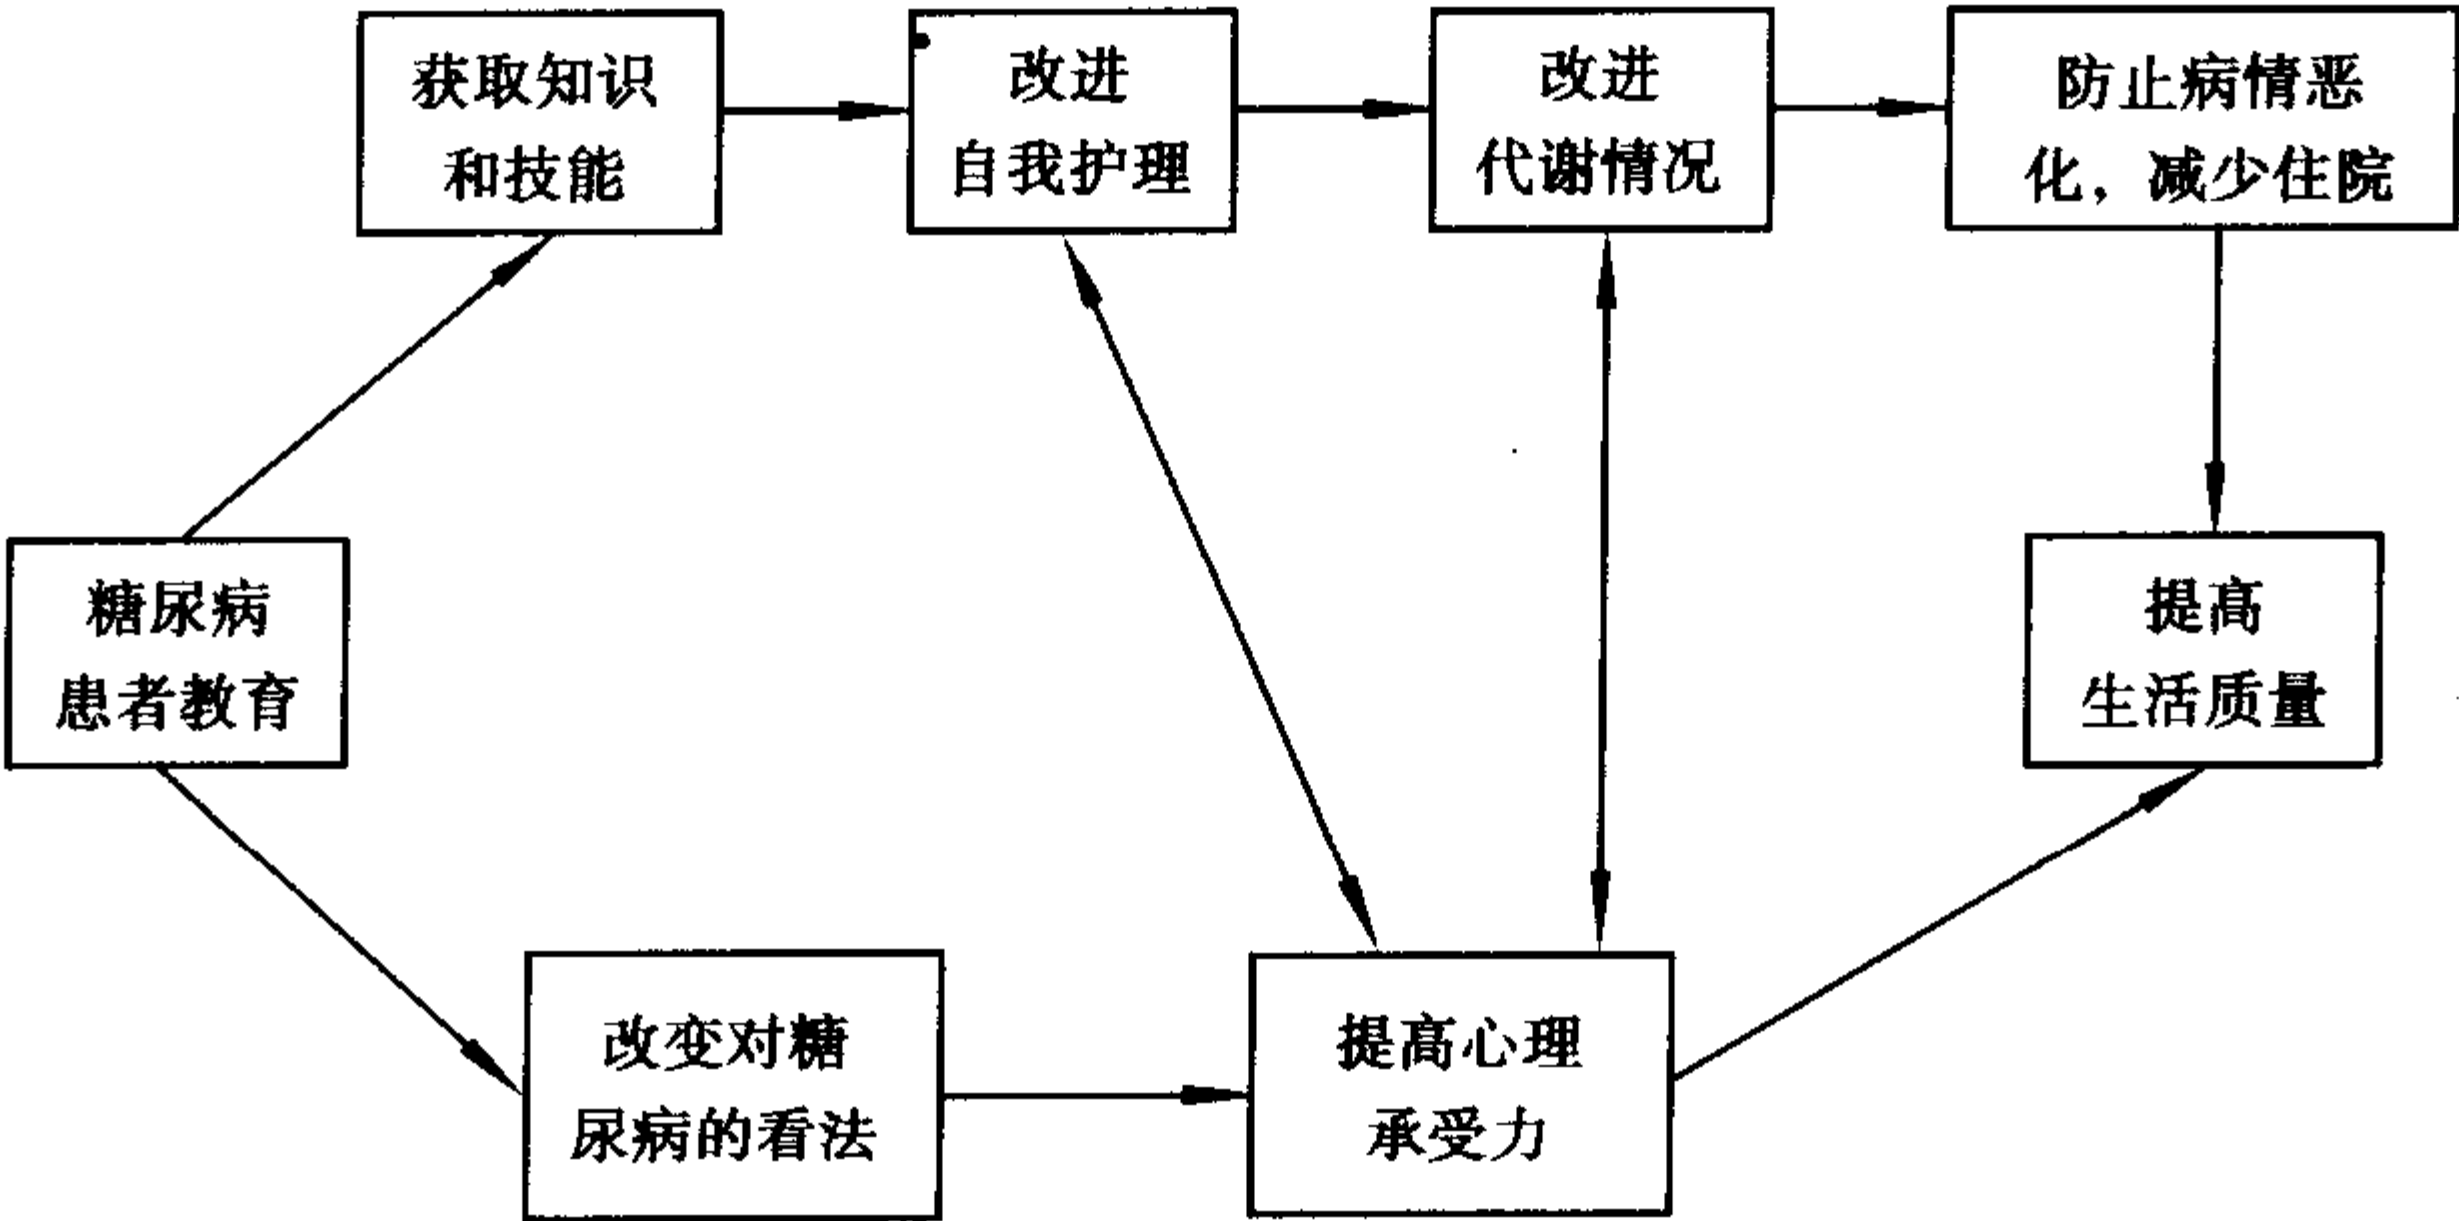 获取知识
和技能
改进
自我护理
改进
代谢情况
防止病情恶
化，减少住院
糖尿病
患者教育
提高
生活质量
改变对糖
尿病的看法
提高心理
承受力